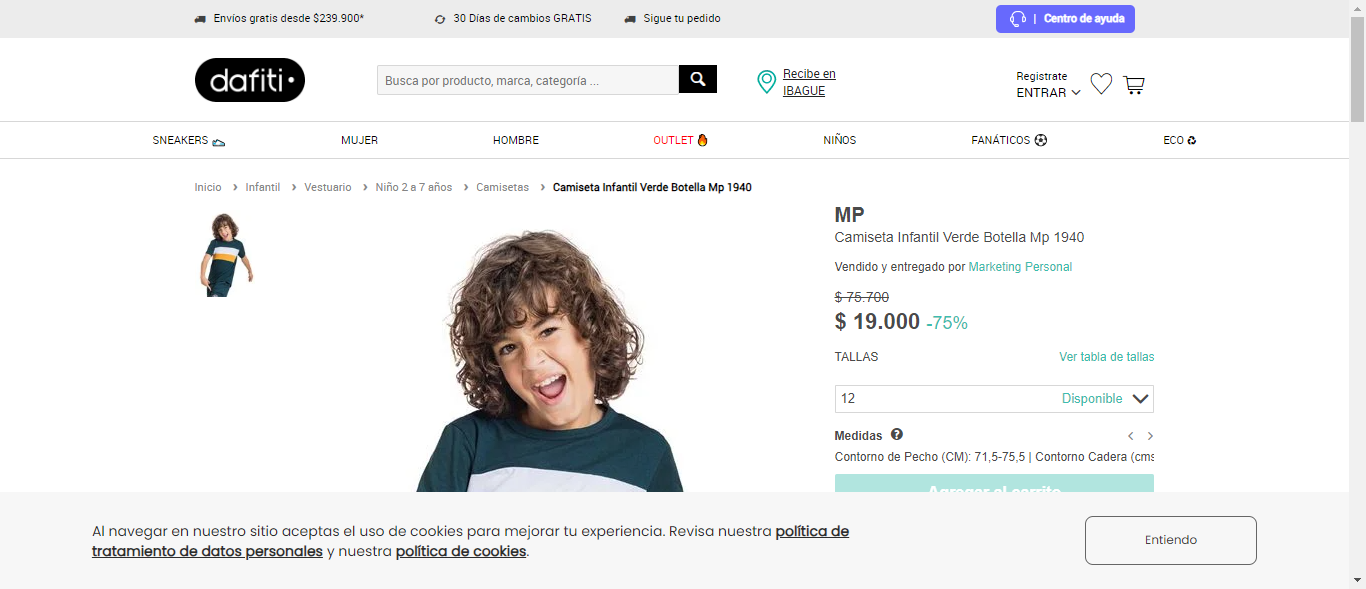 Envíos gratis desde $239.900*
30 Días de cambios GRATIS
Sigue tu pedido
| Centro de ayuda
dafiti
Busca por producto, marca, categoría ...
Recibe en
IBAGUE
Registrate
ENTRAR
SNEAKERS
MUJER
HOMBRE
OUTLET
NIÑOS
FANÁTICOS
ECO
Inicio › Infantil › Vestuario › Niño 2 a 7 años › Camisetas › Camiseta Infantil Verde Botella Mp 1940
MP
Camiseta Infantil Verde Botella Mp 1940
Vendido y entregado por Marketing Personal
$ 75.700
$ 19.000 -75%
TALLAS
Ver tabla de tallas
12
Disponible
Medidas
Contorno de Pecho (CM): 71,5-75,5 | Contorno Cadera (cms
Agregar al carrito
Al navegar en nuestro sitio aceptas el uso de cookies para mejorar tu experiencia. Revisa nuestra política de
tratamiento de datos personales y nuestra política de cookies.
Entiendo